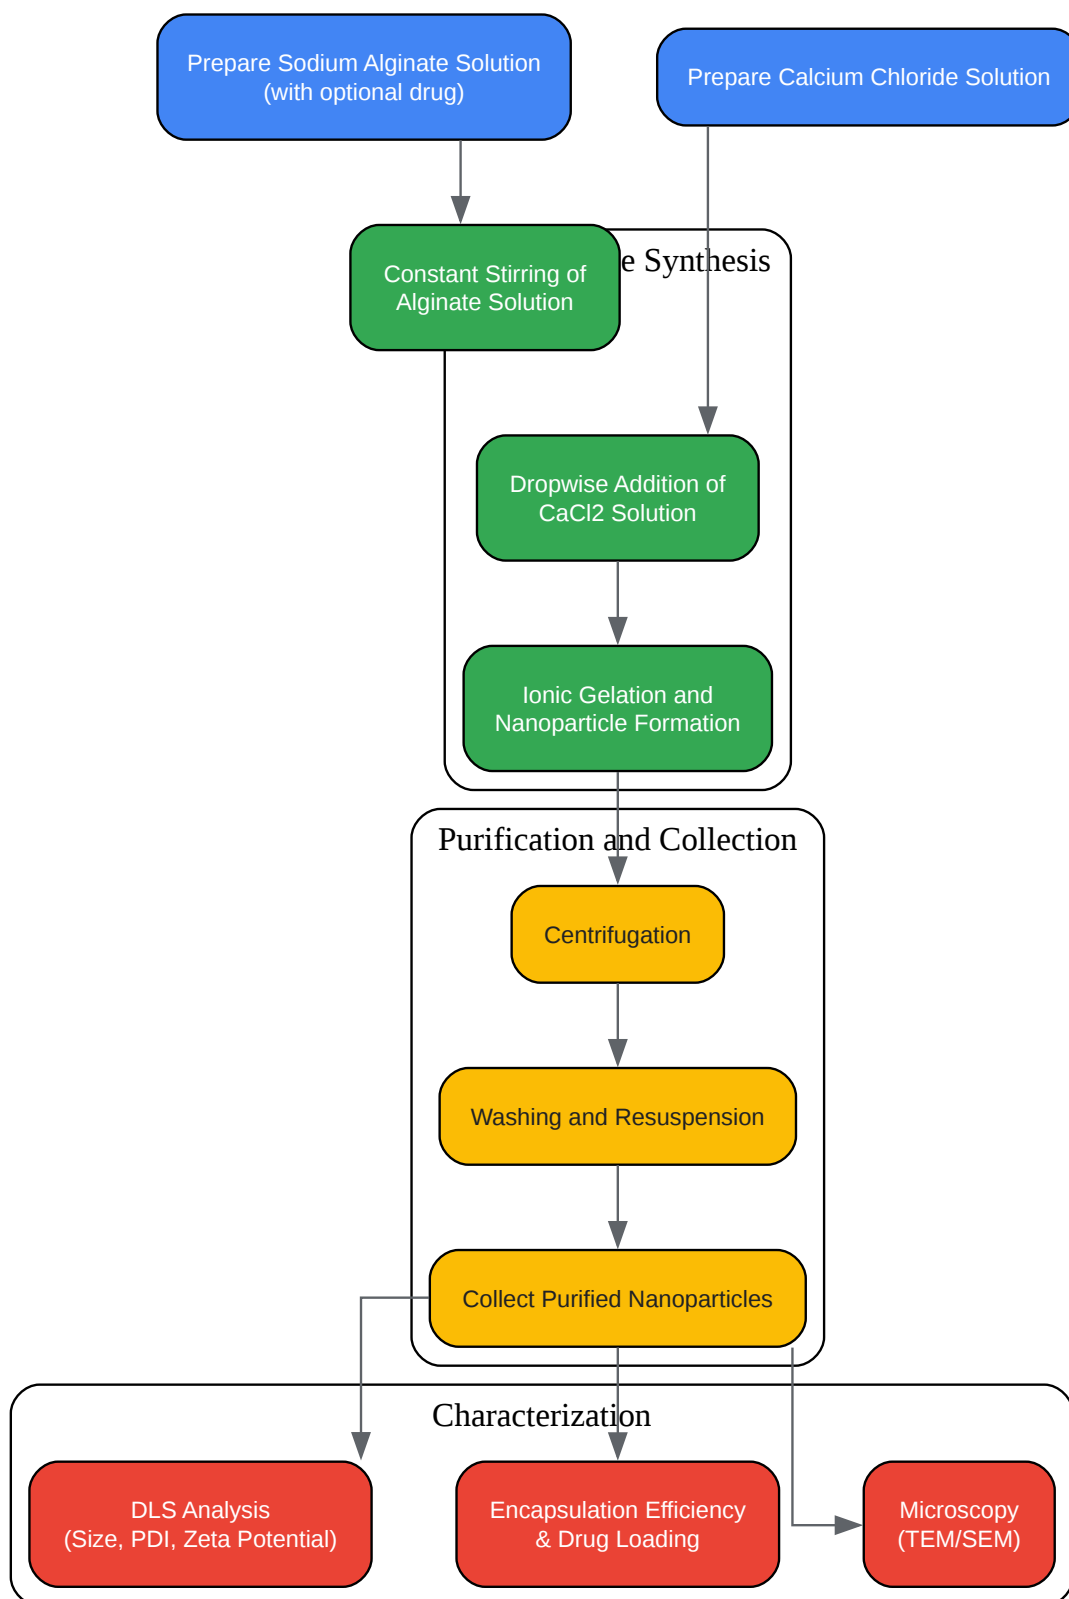 Prepare Sodium Alginate Solution
(with optional drug)
Prepare Calcium Chloride Solution
Constant Stirring of
Alginate Solution
e Synthesis
Dropwise Addition of
CaCl2 Solution
Ionic Gelation and
Nanoparticle Formation
Purification and Collection
Centrifugation
Washing and Resuspension
Collect Purified Nanoparticles
Characterization
DLS Analysis
(Size, PDI, Zeta Potential)
Encapsulation Efficiency
& Drug Loading
Microscopy
(TEM/SEM)